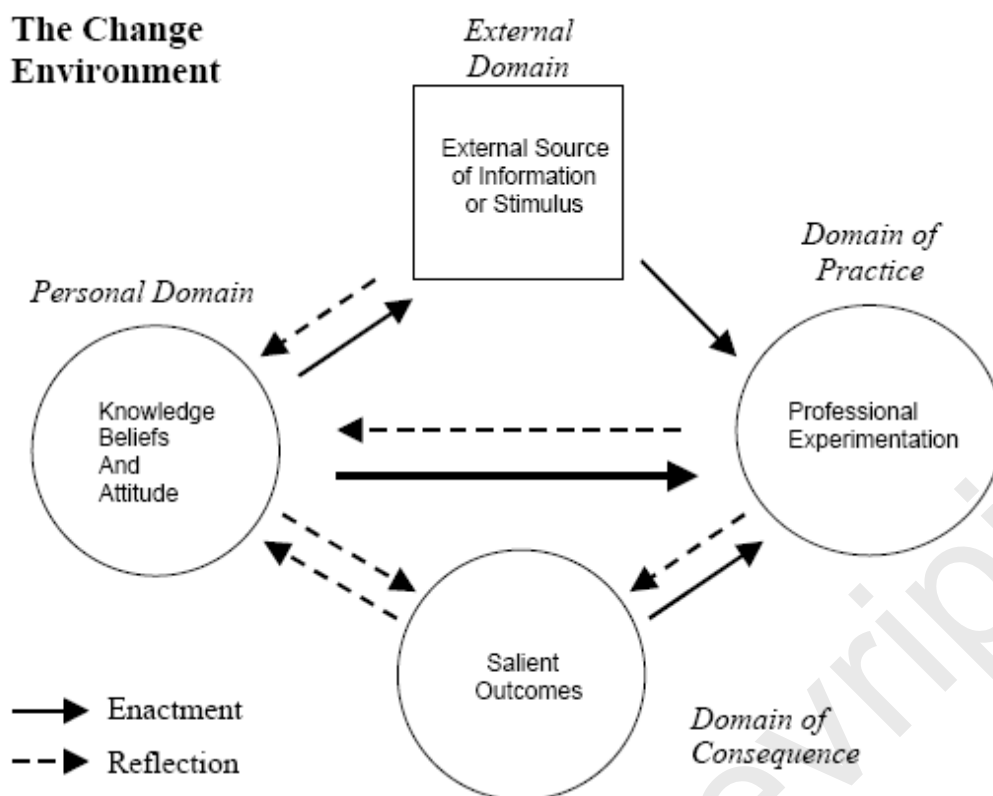 The Change
Environment
External
Domain
External Source
of Information
or Stimulus
Domain of
Practice
Personal Domain
Knowledge
Beliefs
And
Attitude
Professional
Experimentation
Salient
Outcomes
Enactment
Reflection
Domain of
Consequence